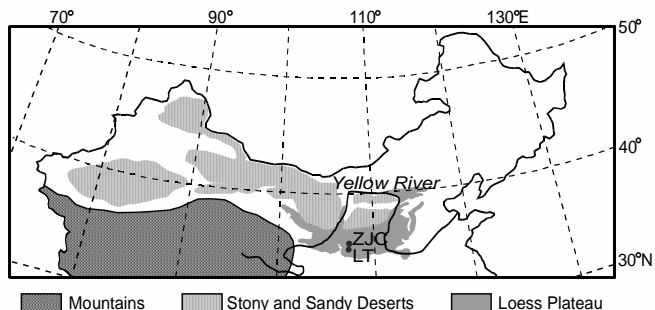 70° 90° 110° 130°E
50°
40°
Yellow River
ZJC
LT
30°N
Mountains Stony and Sandy Deserts Loess Plateau